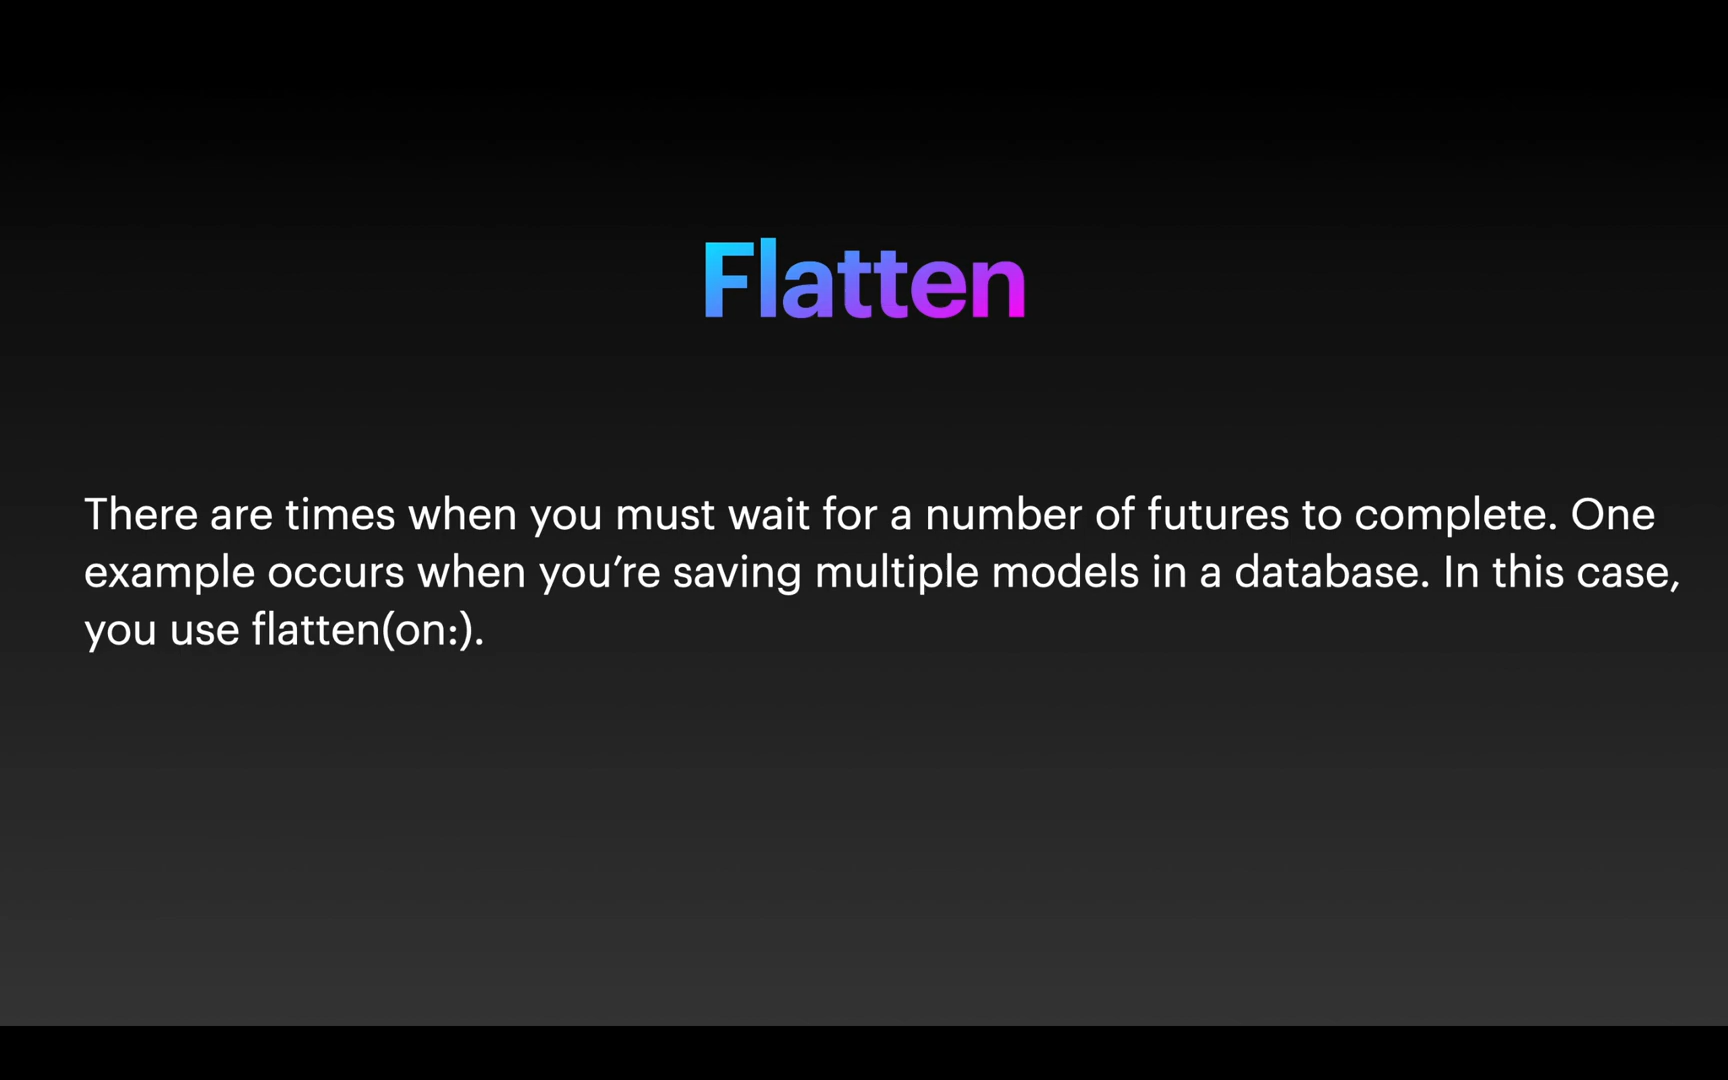 Flatten
There are times when you must wait for a number of futures to complete. One
example occurs when you’re saving multiple models in a database. In this case,
you use flatten(on:).